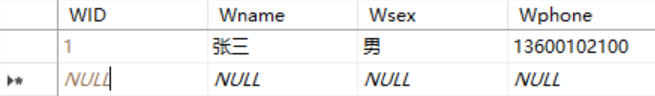 WID Wname Wsex Wphone
1 张三 男 13600102100
NULL NULL NULL NULL